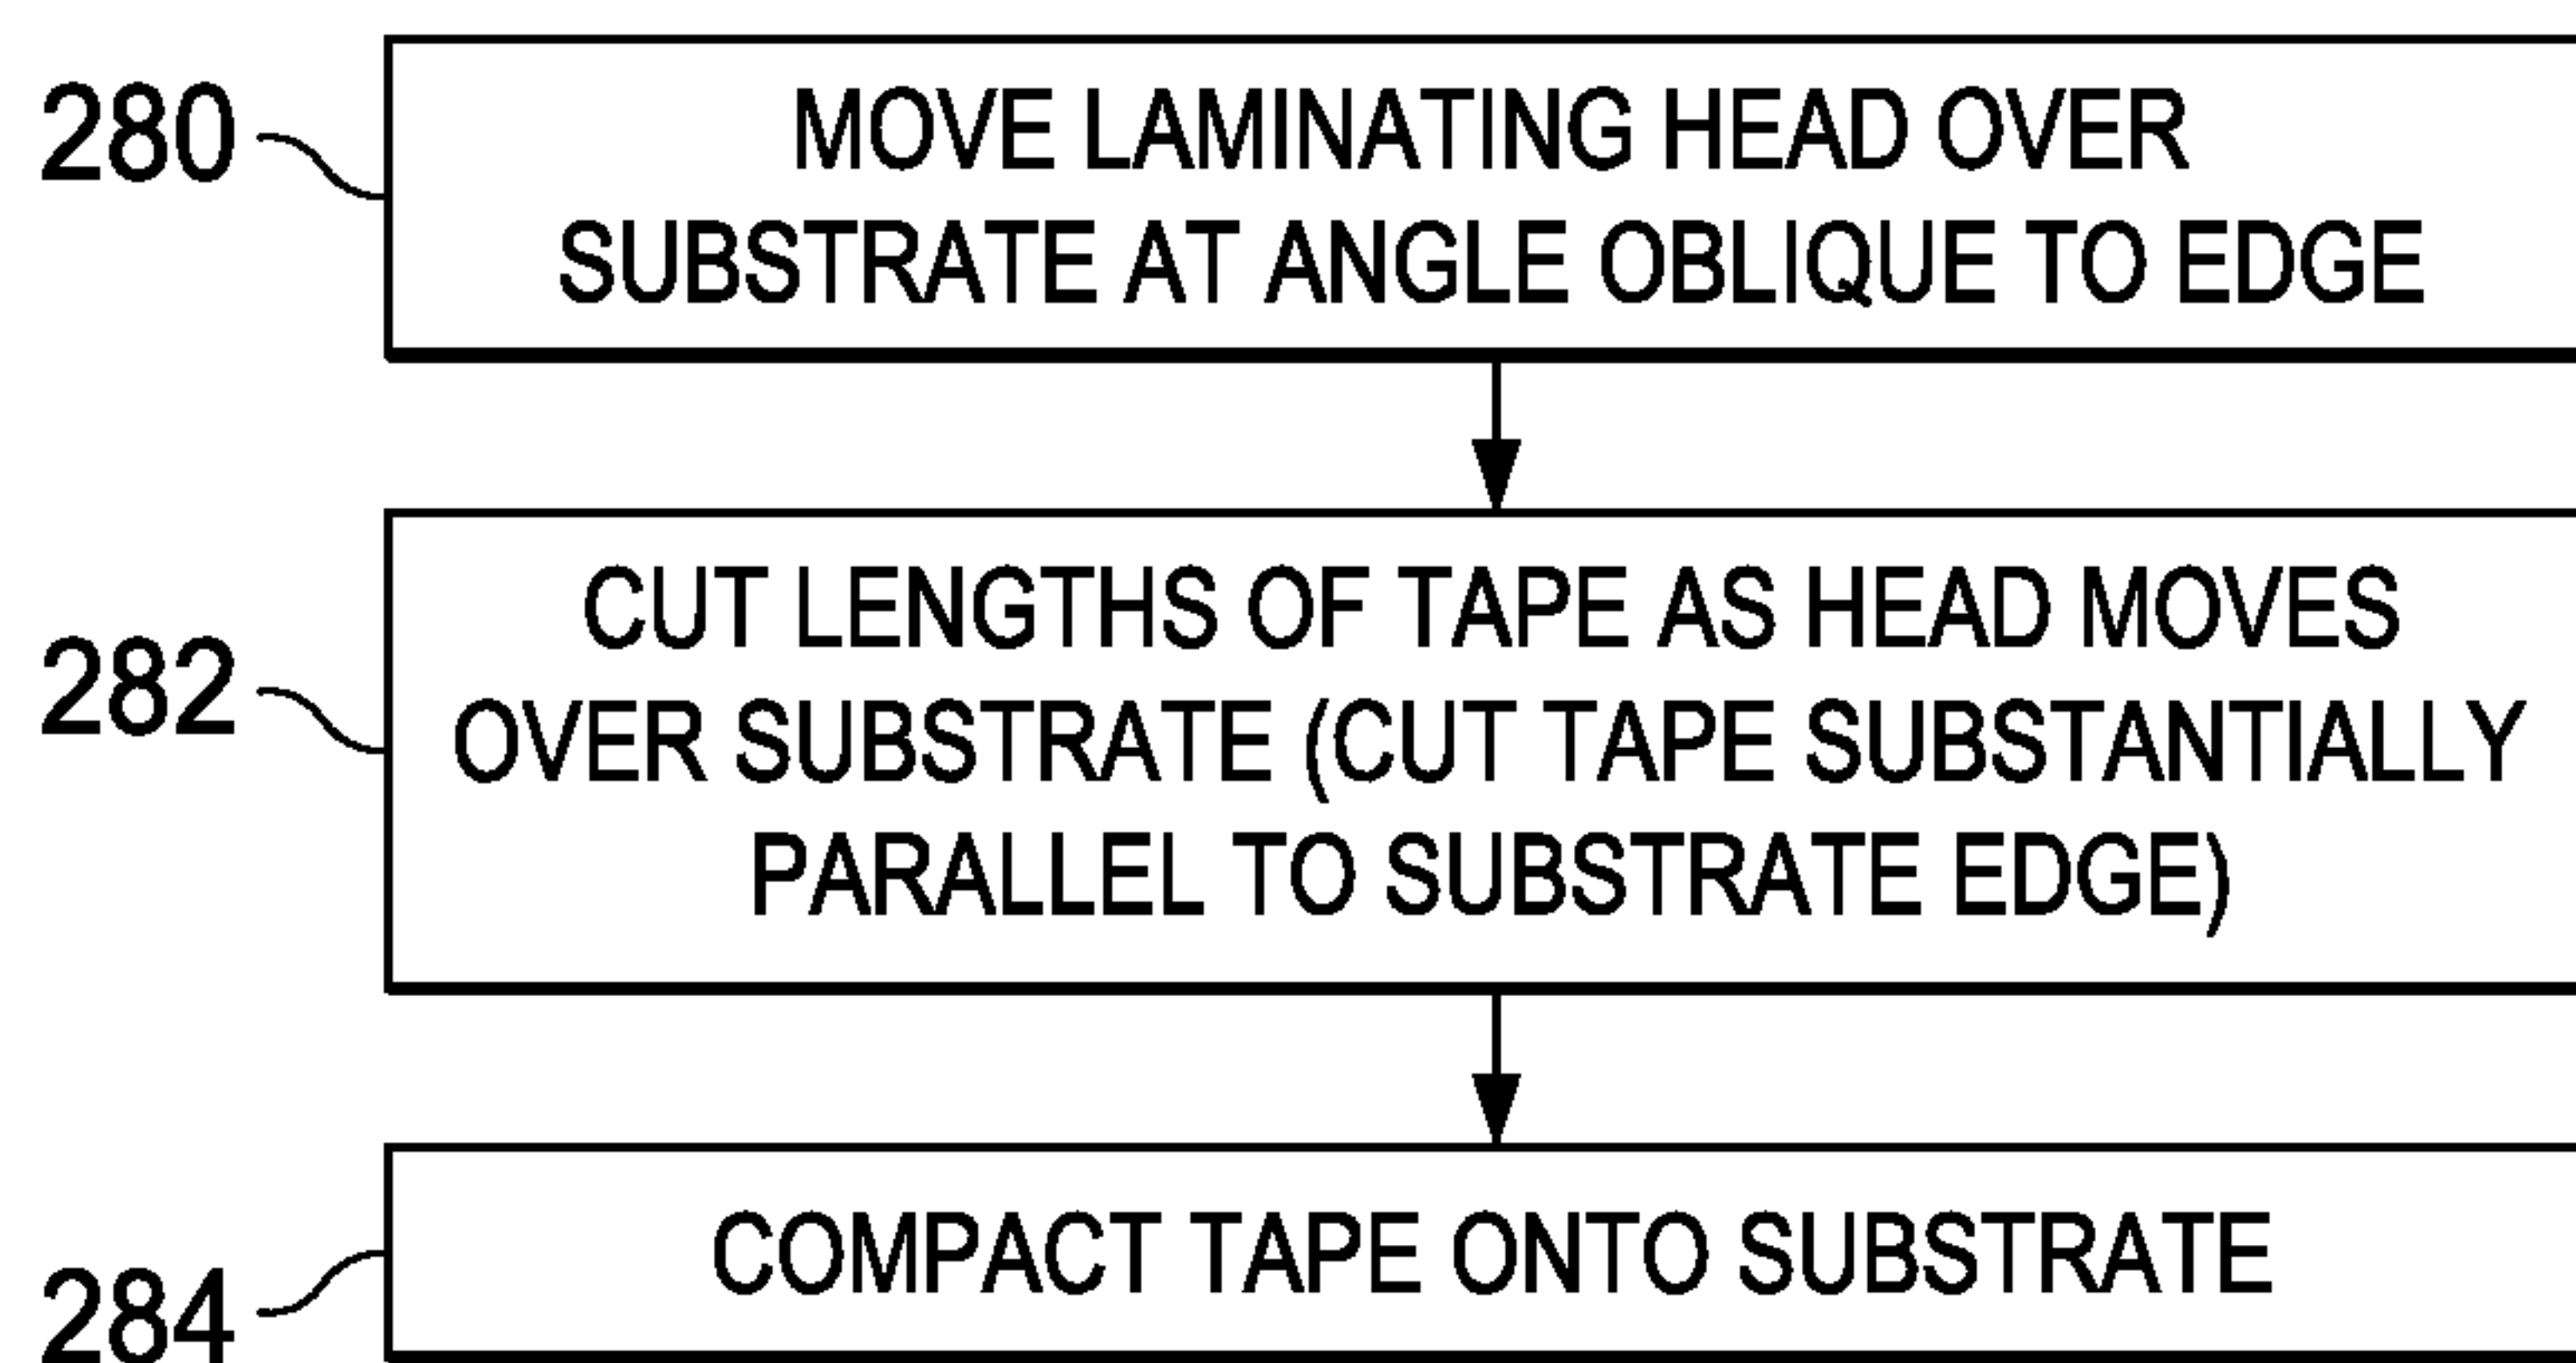 280
MOVE LAMINATING HEAD OVER
SUBSTRATE AT ANGLE OBLIQUE TO EDGE
282
CUT LENGTHS OF TAPE AS HEAD MOVES
OVER SUBSTRATE (CUT TAPE SUBSTANTIALLY
PARALLEL TO SUBSTRATE EDGE)
284
COMPACT TAPE ONTO SUBSTRATE